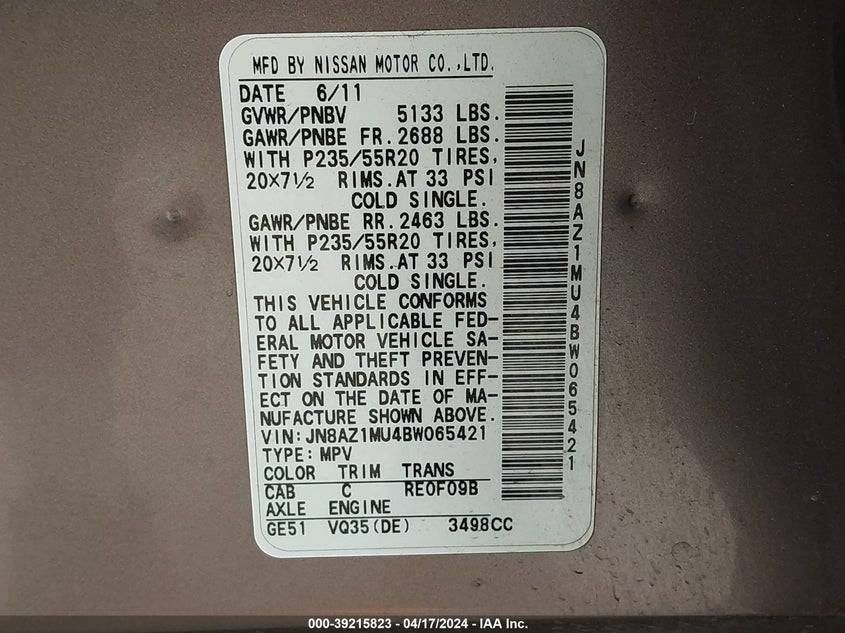 MFD BY NISSAN MOTOR CO.,LTD.
DATE 6/11
GVWR/PNBV 5133 LBS.
GAWR/PNBE FR. 2688 LBS.
WITH P235/55R20 TIRES,
20×7½ RIMS. AT 33 PSI
COLD SINGLE.
GAWR/PNBE RR. 2463 LBS.
WITH P235/55R20 TIRES,
20×7½ RIMS. AT 33 PSI
COLD SINGLE.
THIS VEHICLE CONFORMS
TO ALL APPLICABLE FED-
ERAL MOTOR VEHICLE SA-
FETY AND THEFT PREVEN-
TION STANDARDS IN EFF-
ECT ON THE DATE OF MA-
NUFACTURE SHOWN ABOVE.
VIN: JN8AZ1MU4BW065421
TYPE: MPV
COLOR TRIM TRANS
CAB C RE0F09B
AXLE ENGINE
GE51 VQ35(DE) 3498CC
JN8AZ1MU4BW065421
000-39215823 - 04/17/2024 - IAA Inc.